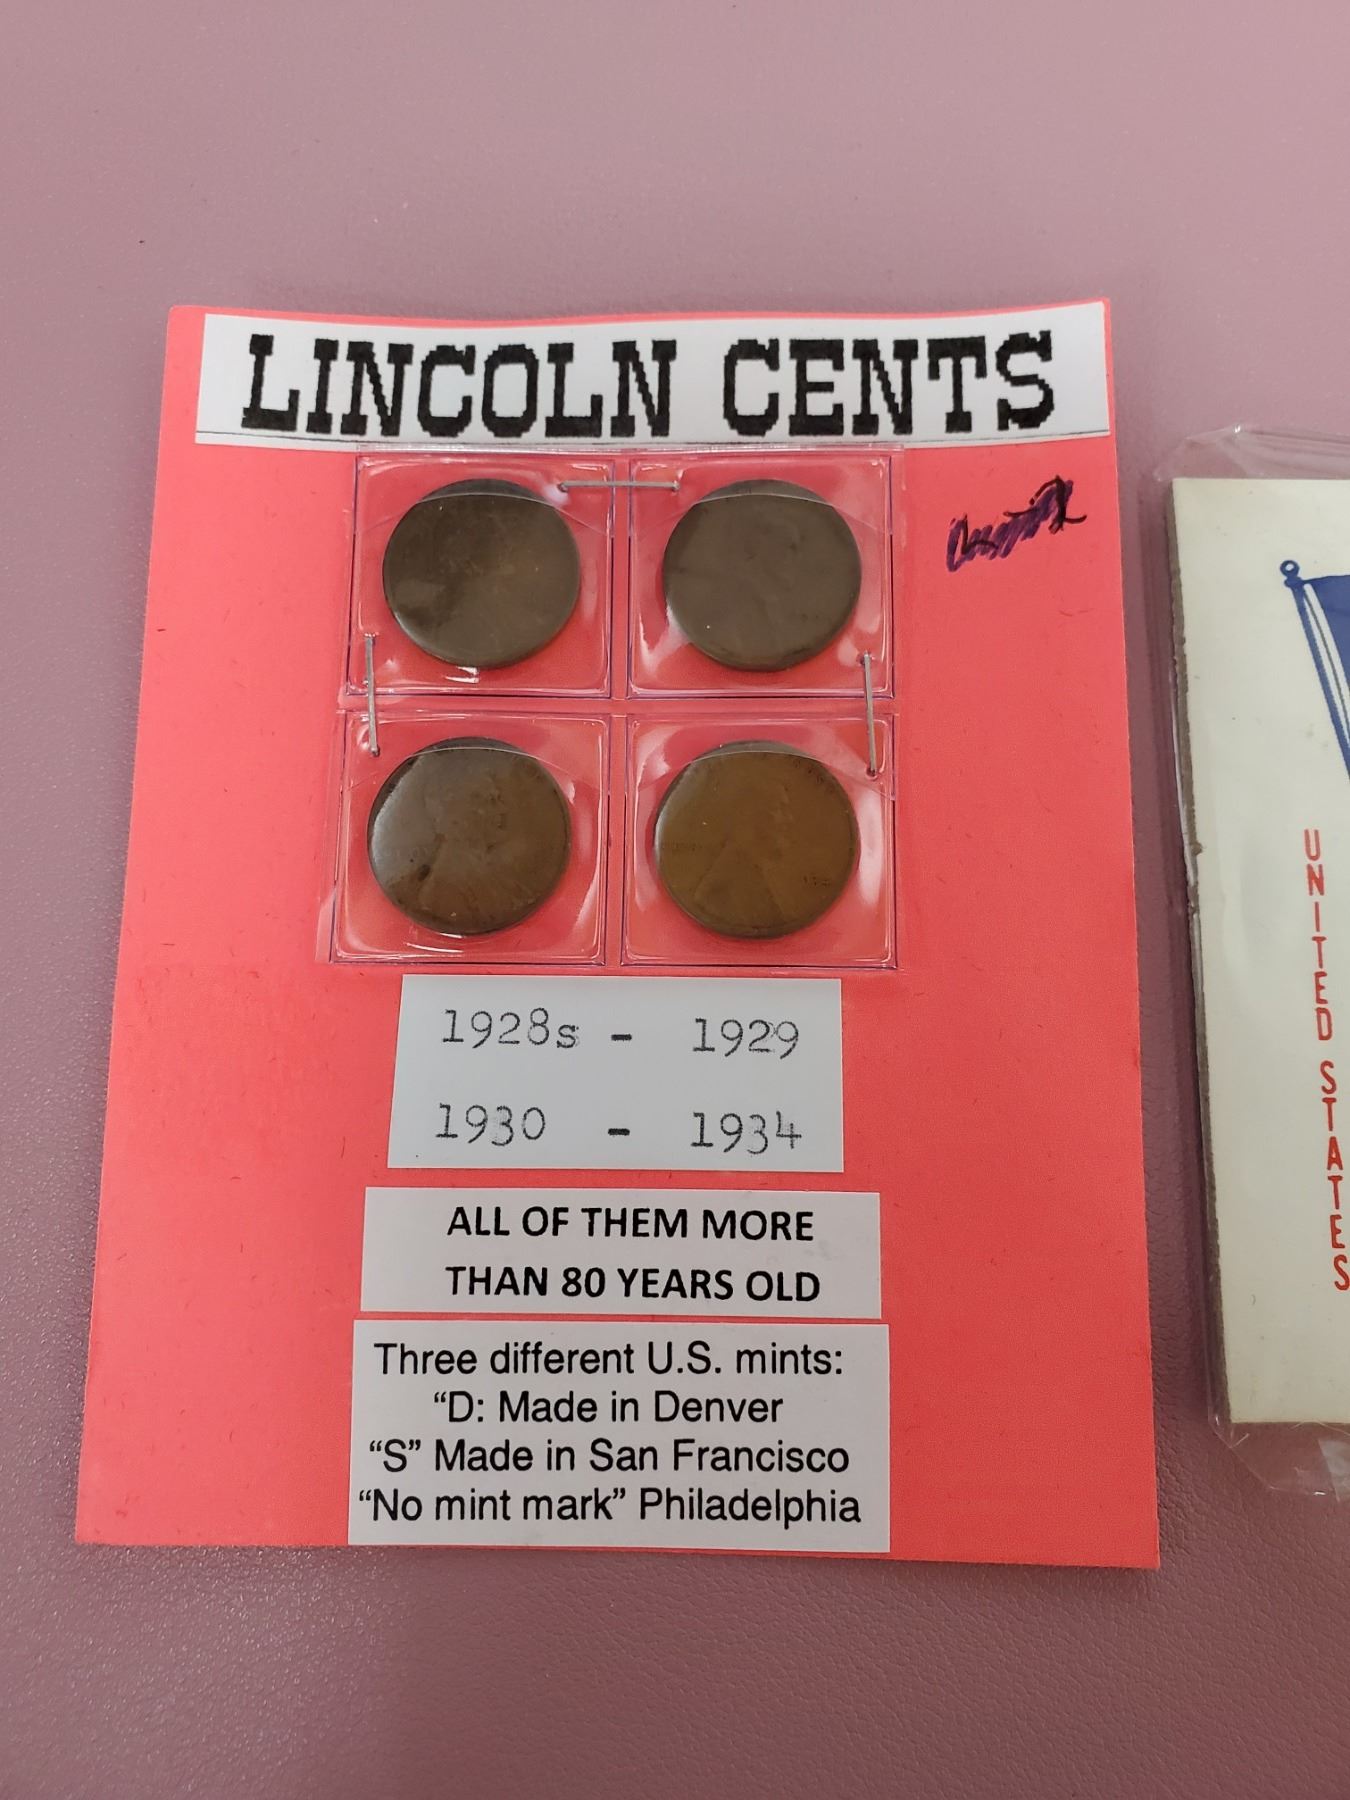 LINCOLN CENTS
1928s - 1929
1930 - 1934
ALL OF THEM MORE
THAN 80 YEARS OLD
Three different U.S. mints:
“D: Made in Denver
“S” Made in San Francisco
“No mint mark” Philadelphia
UNITED STATES